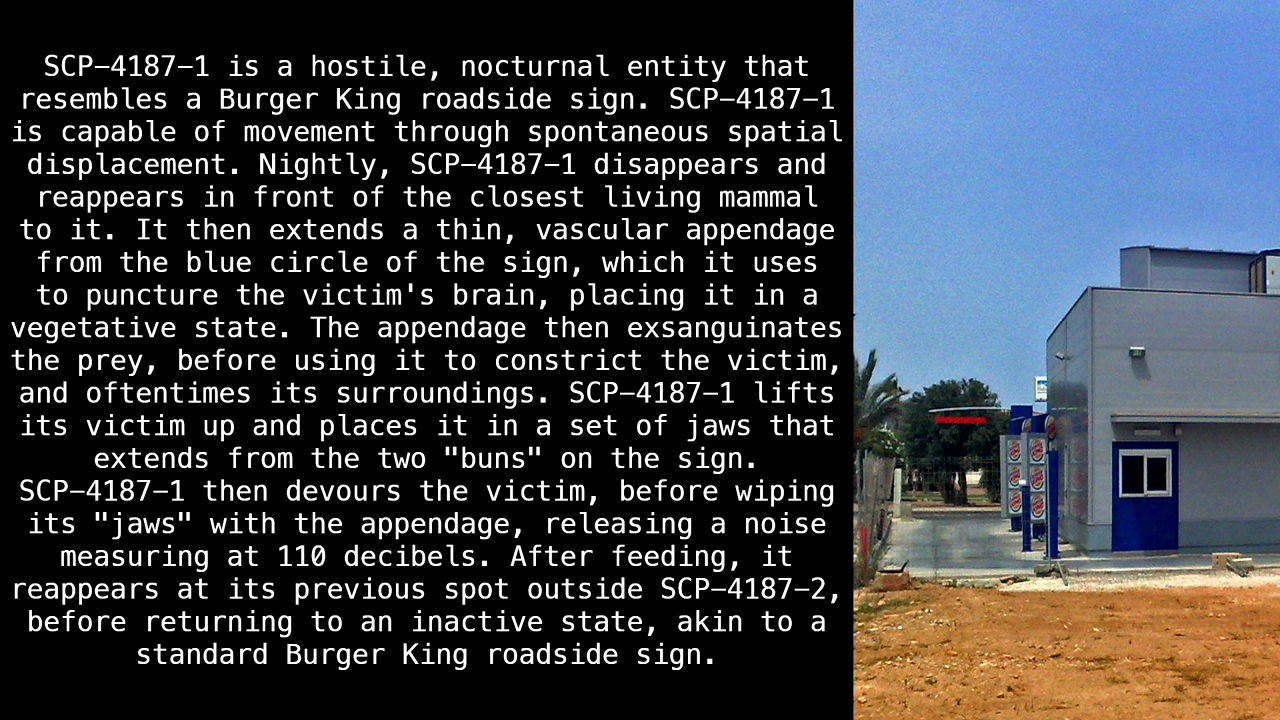 SCP-4187-1 is a hostile, nocturnal entity that
resembles a Burger King roadside sign. SCP-4187-1
is capable of movement through spontaneous spatial
displacement. Nightly, SCP-4187-1 disappears and
reappears in front of the closest living mammal
to it. It then extends a thin, vascular appendage
from the blue circle of the sign, which it uses
to puncture the victim's brain, placing it in a
vegetative state. The appendage then exsanguinates
the prey, before using it to constrict the victim,
and oftentimes its surroundings. SCP-4187-1 lifts
its victim up and places it in a set of jaws that
extends from the two "buns" on the sign.
SCP-4187-1 then devours the victim, before wiping
its "jaws" with the appendage, releasing a noise
measuring at 110 decibels. After feeding, it
reappears at its previous spot outside SCP-4187-2,
before returning to an inactive state, akin to a
standard Burger King roadside sign.